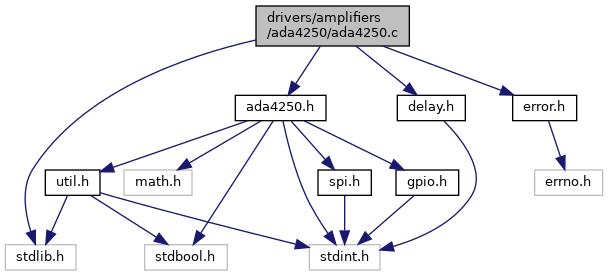 drivers/amplifiers
/ada4250/ada4250.c
ada4250.h
delay.h
error.h
util.h
math.h
spi.h
gpio.h
errno.h
stdlib.h
stdbool.h
stdint.h